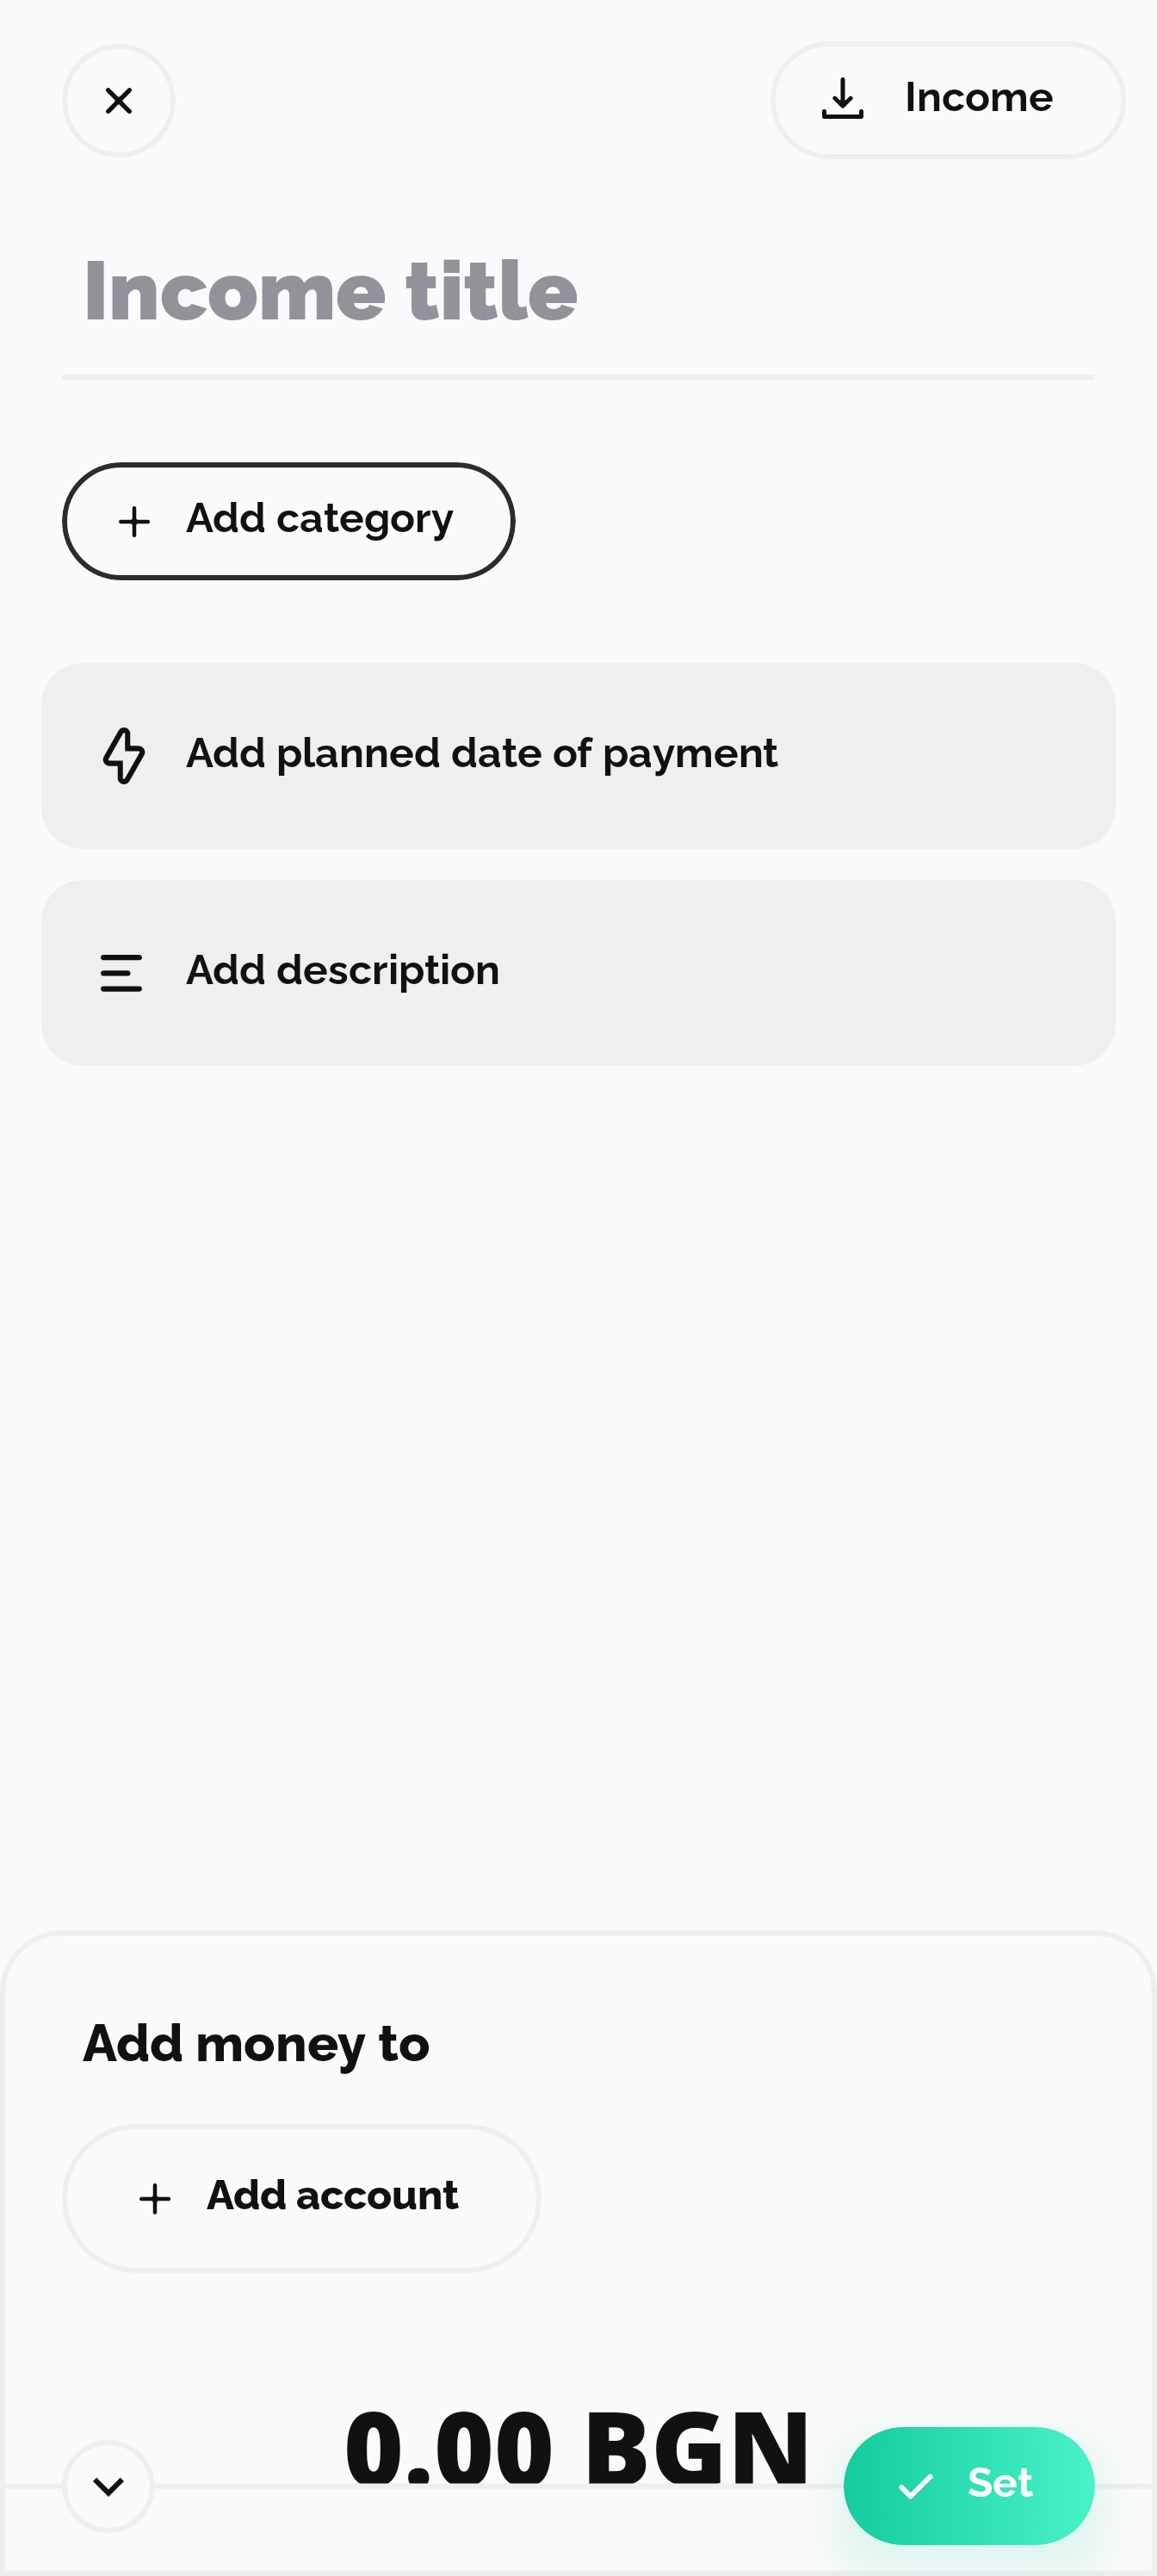 Income
Income title
Add category
Add planned date of payment
Add description
Add money to
Add account
0.00 BGN
Set